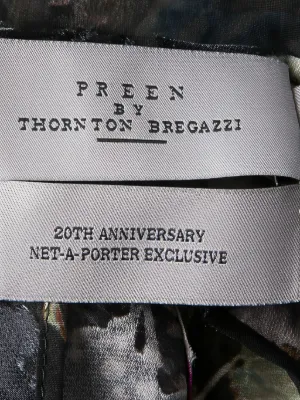 PREEN
BY
THORNTON BREGAZZI
20TH ANNIVERSARY
NET-A-PORTER EXCLUSIVE